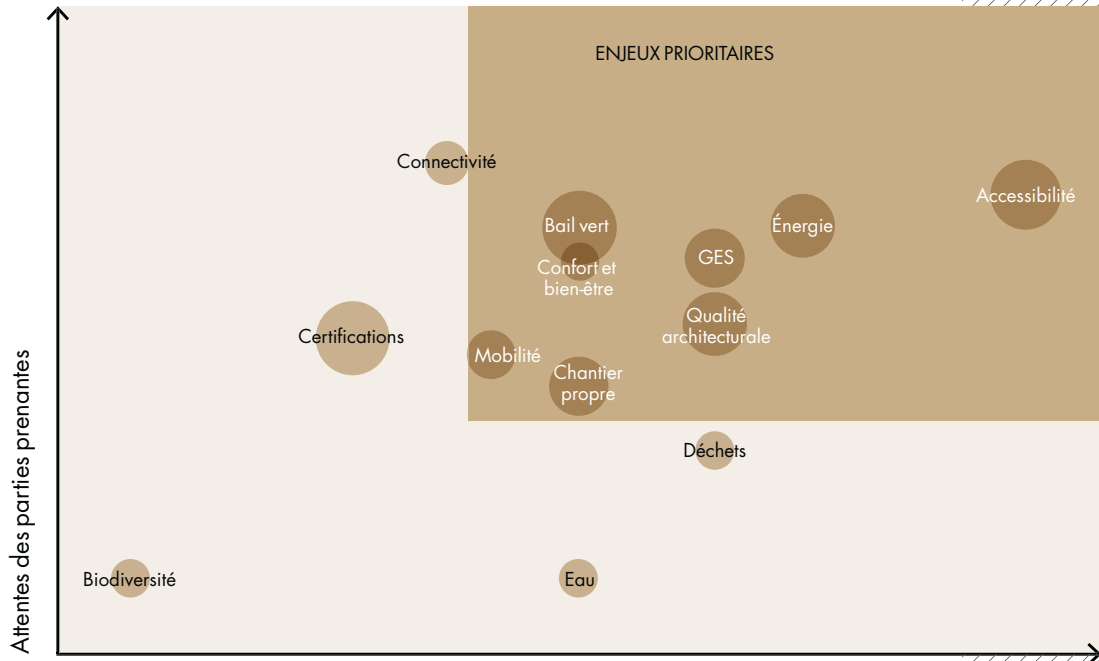 ENJEUX PRIORITAIRES
Connectivité
Accessibilité
Bail vert
Énergie
GES
Confort et
bien-être
Qualité
architecturale
Certifications
Mobilité
Chantier
propre
Déchets
Biodiversité
Eau
Attentes des parties prenantes